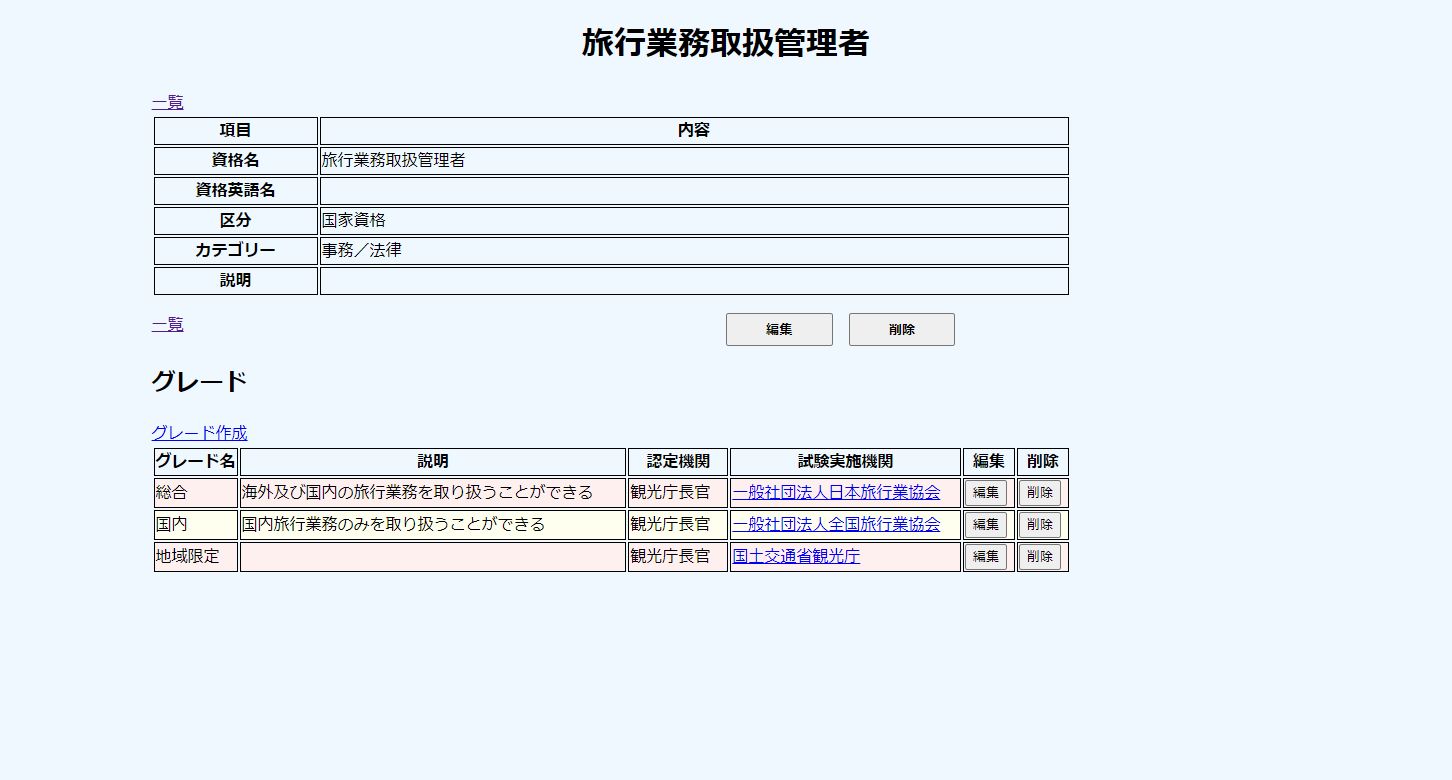 旅行業務取扱管理者
一覧
項目 内容
資格名 旅行業務取扱管理者
資格英語名
区分 国家資格
カテゴリー 事務／法律
説明
一覧 編集 削除
グレード
グレード作成
グレード名 説明 認定機関 試験実施機関 編集 削除
総合 海外及び国内の旅行業務を取り扱うことができる 観光庁長官 一般社団法人日本旅行業協会 編集 削除
国内 国内旅行業務のみを取り扱うことができる 観光庁長官 一般社団法人全国旅行業協会 編集 削除
地域限定 観光庁長官 国土交通省観光庁 編集 削除